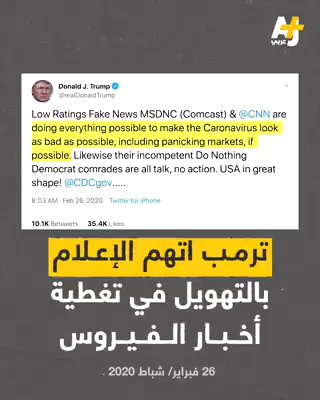 عربي
Donald J. Trump
@realDonaldTrump
Low Ratings Fake News MSDNC (Comcast) & @CNN are
doing everything possible to make the Caronavirus look
as bad as possible, including panicking markets, if
possible. Likewise their incompetent Do Nothing
Democrat comrades are all talk, no action. USA in great
shape! @CDCgov.....
8:03 AM · Feb 26, 2020 · Twitter for iPhone
10.1K Retweets 35.4K Likes
ترمب اتهم الإعلام
بالتهويل في تغطية
أخبار الفيروس
26 فبراير/ شباط 2020 .